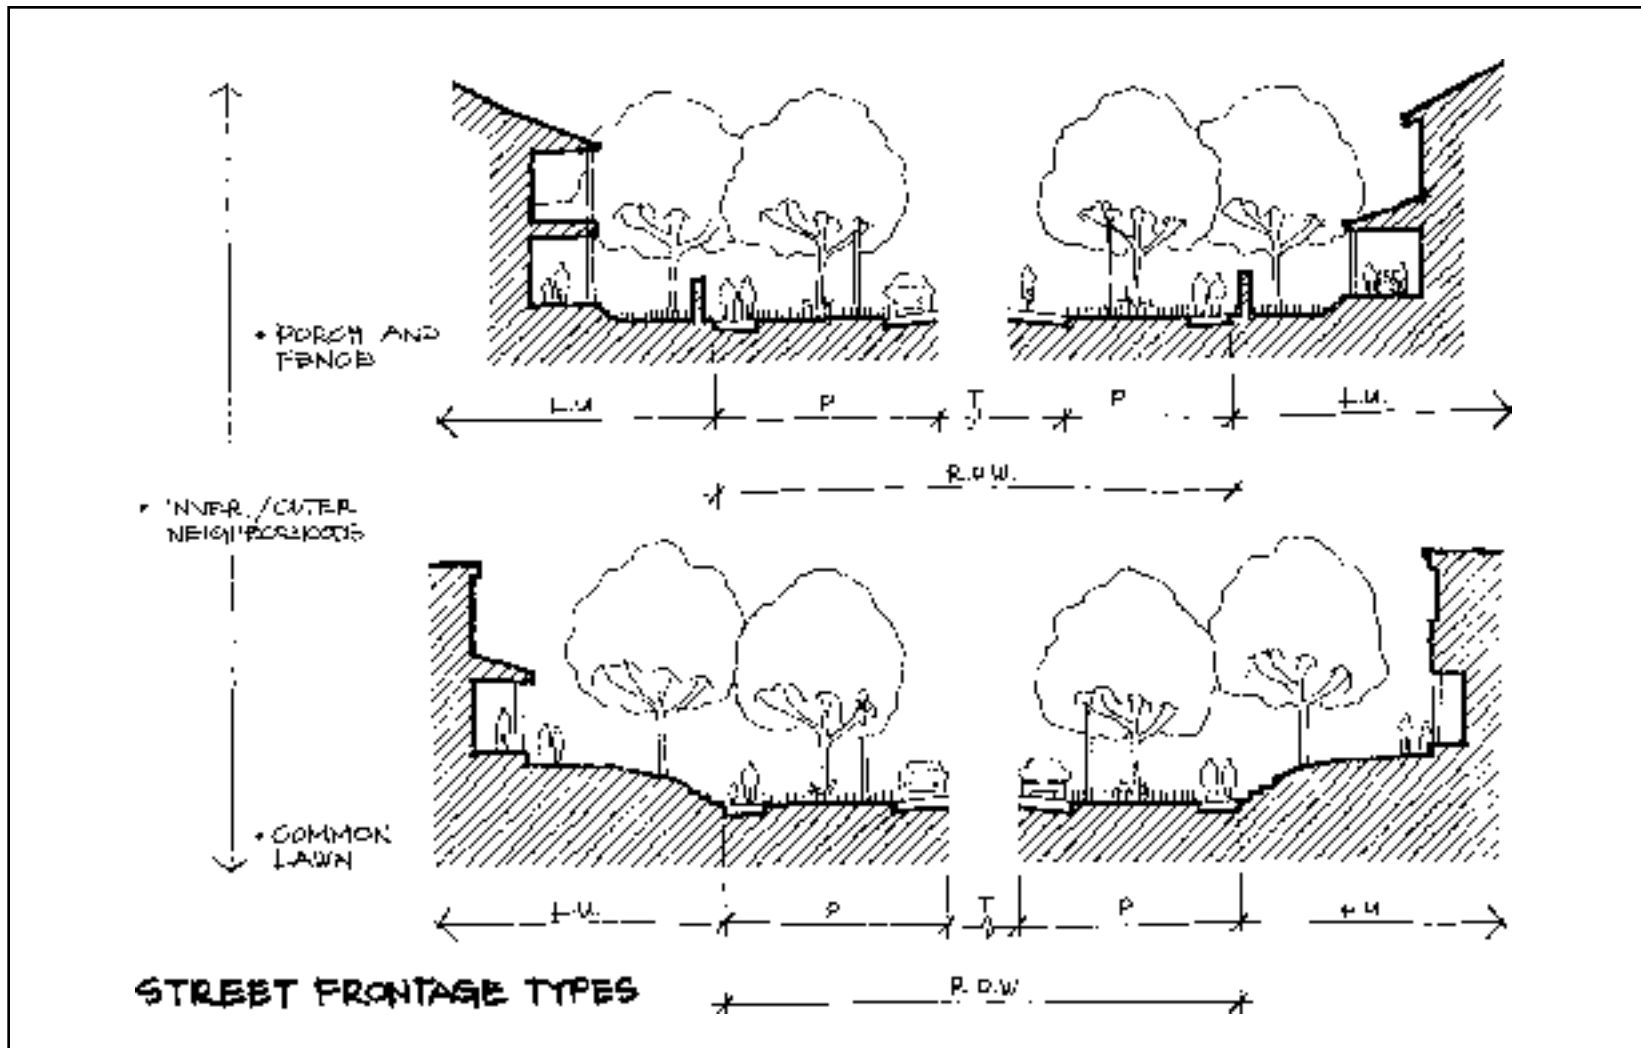 • PORCH AND
FENCE
L.U.
P
T
P
L.U.
R.O.W.
• INNER/OUTER
NEIGHBORHOODS
• COMMON
LAWN
L.U.
P
T
P
L.U.
R.O.W.
STREET FRONTAGE TYPES